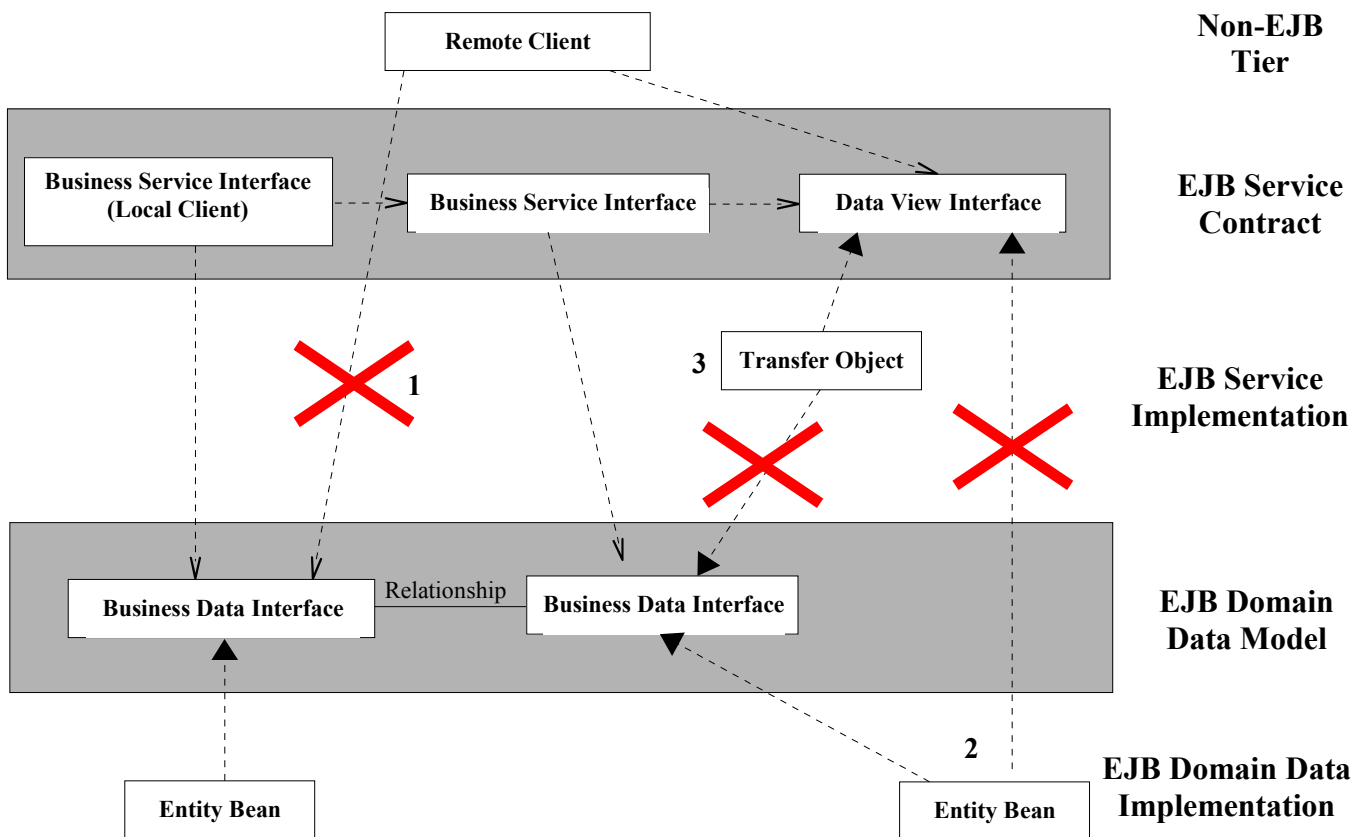 Remote Client
Non-EJB
Tier
Business Service Interface
(Local Client)
Business Service Interface
Data View Interface
EJB Service
Contract
1
3
Transfer Object
EJB Service
Implementation
Business Data Interface
Relationship
Business Data Interface
EJB Domain
Data Model
2
Entity Bean
Entity Bean
EJB Domain Data
Implementation